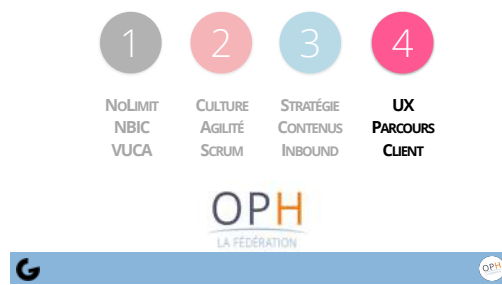 1 2 3 4
NoLimit Culture Stratégie UX
NBIC Agilité Contenus Parcours
VUCA Scrum Inbound Client
OPH
LA FÉDÉRATION
G OPH